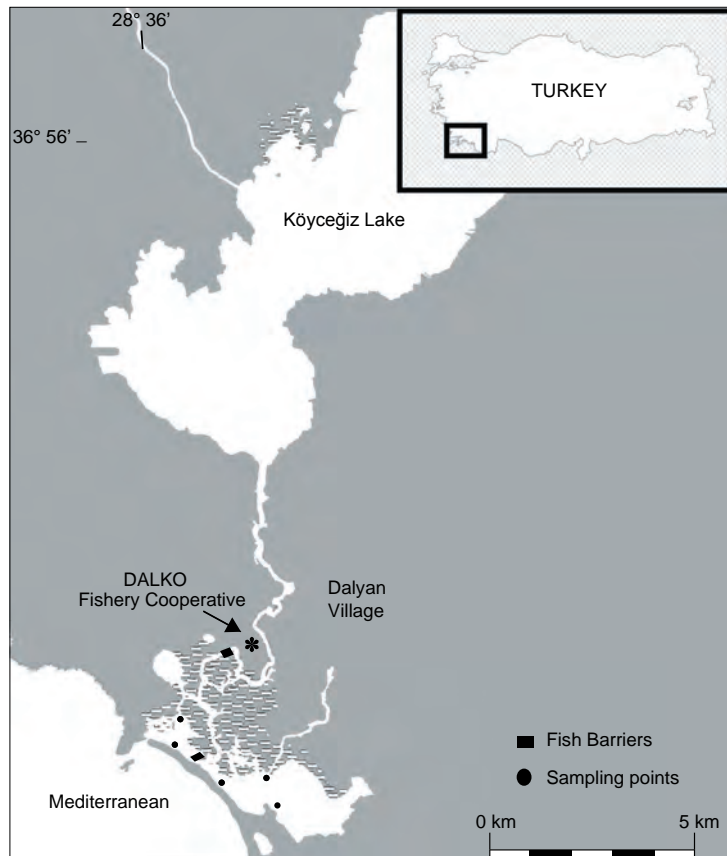 28° 36’
36° 56’
TURKEY
Köyceğiz Lake
DALKO
Fishery Cooperative
Dalyan
Village
Fish Barriers
Sampling points
Mediterranean
0 km
5 km